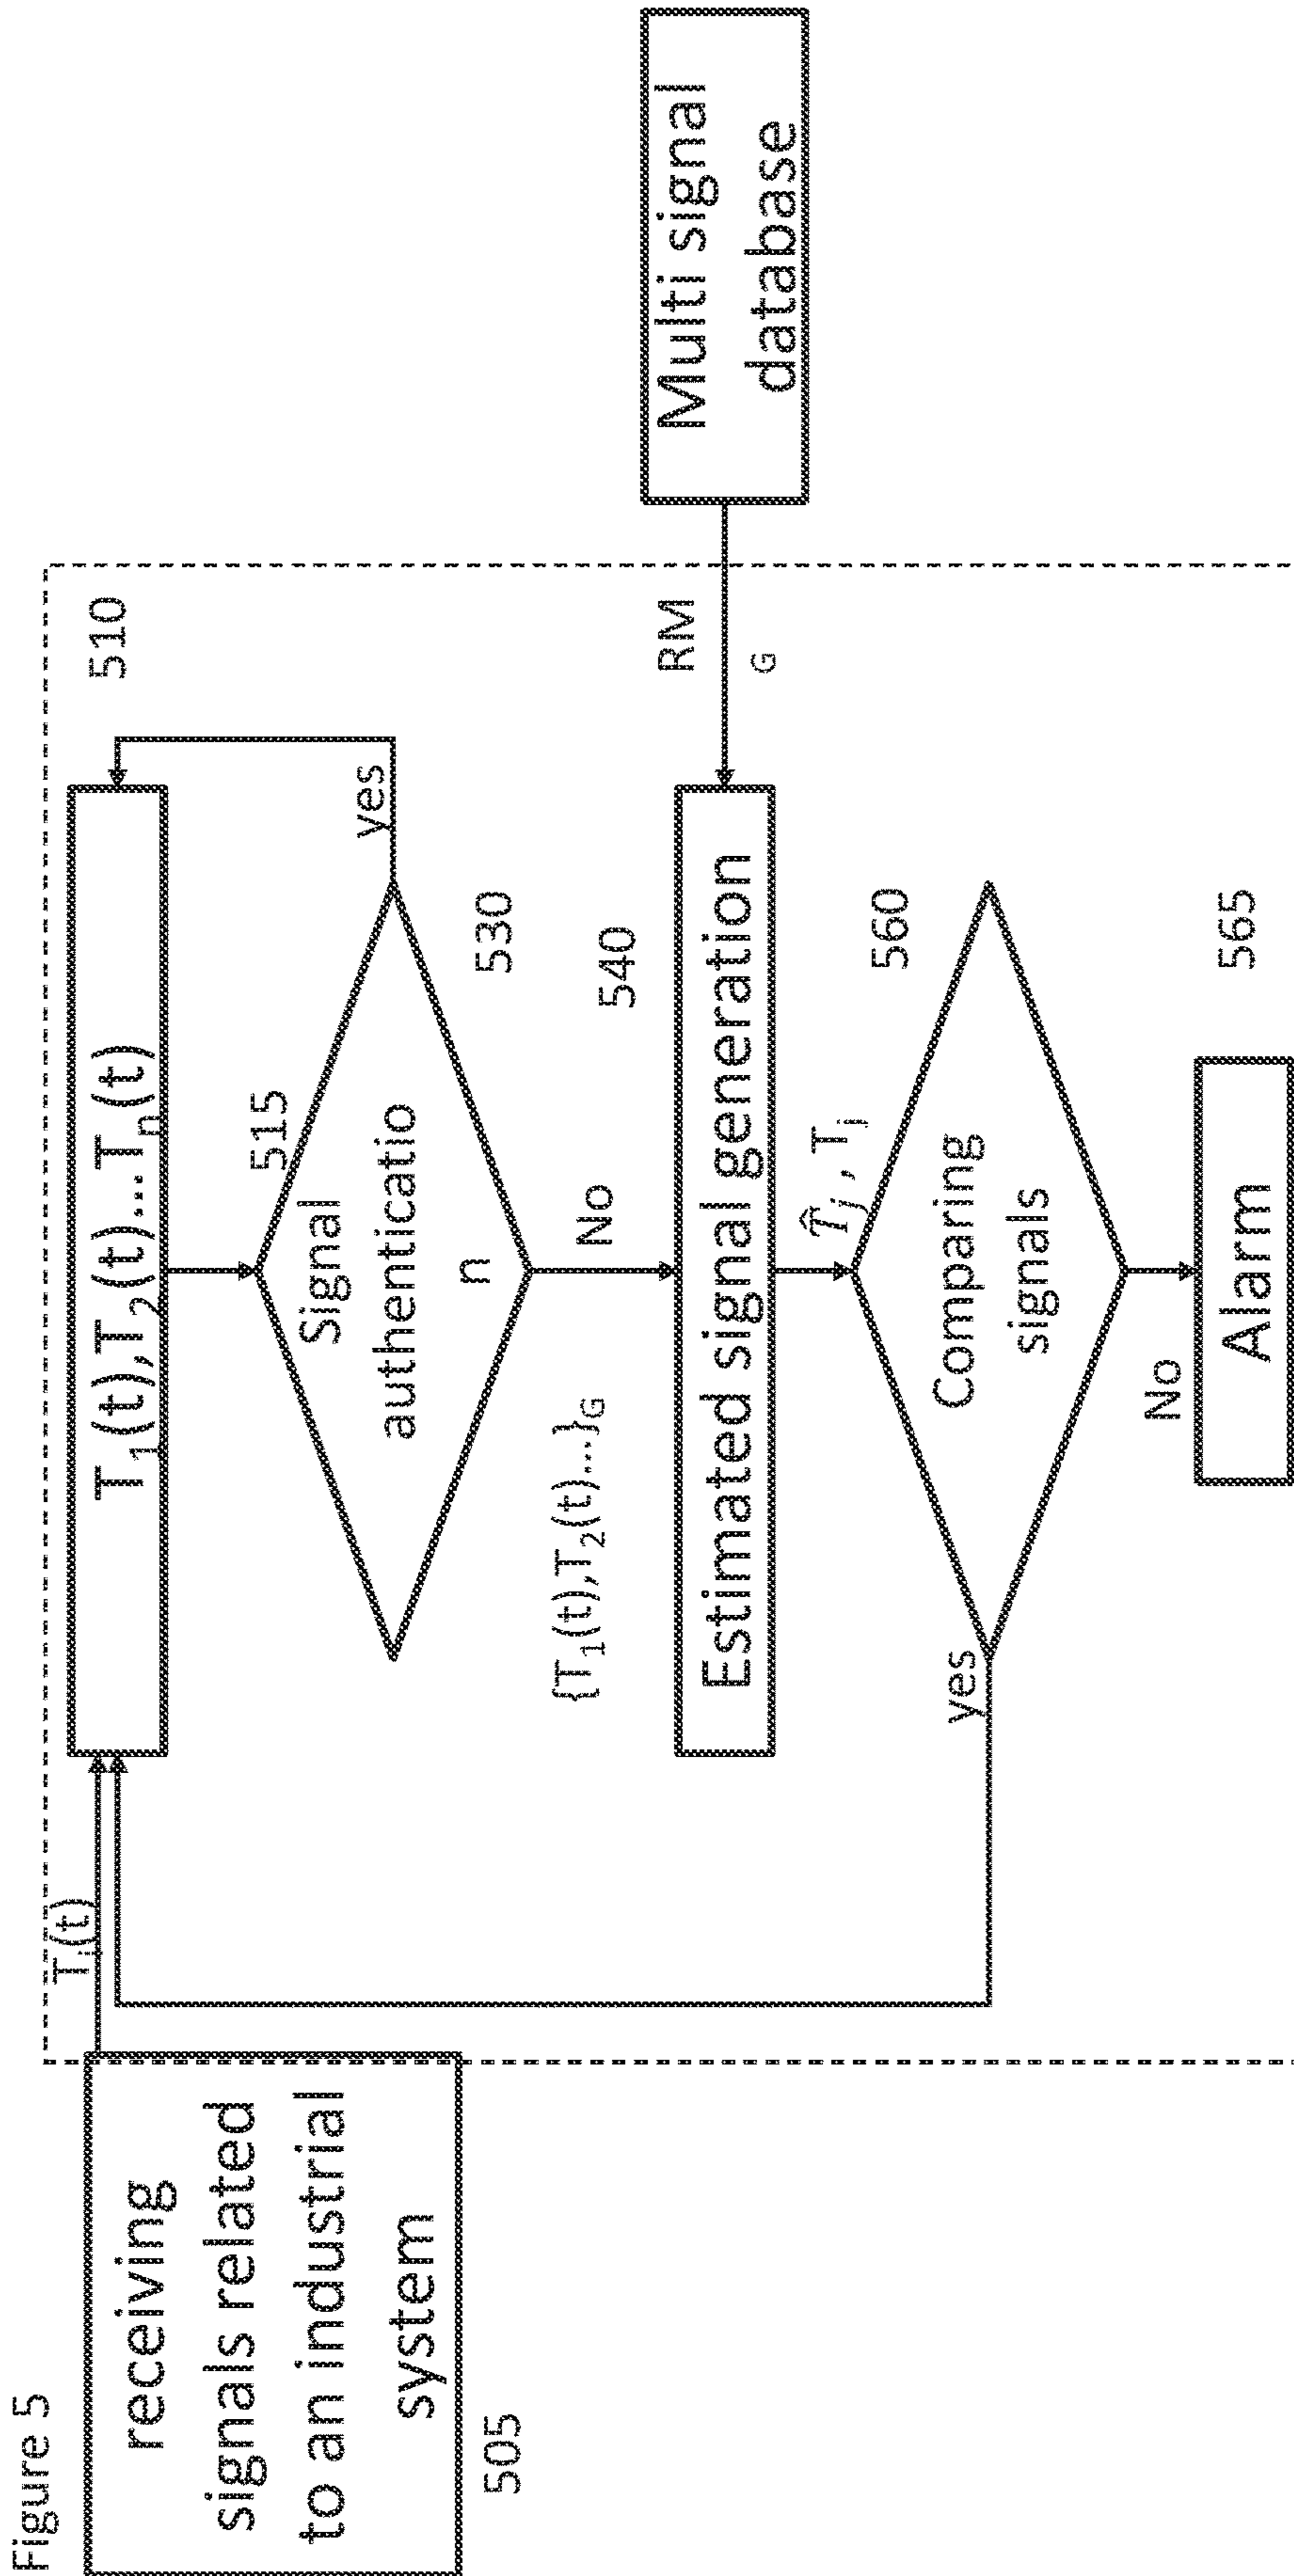 Figure 5
receiving
signals related
to an industrial
system
505
Tᵢ(t)
T₁(t),T₂(t)...Tₙ(t)
510
515
Signal
authenticatio
n
yes
530
No
{T₁(t),T₂(t)...}G
540
Estimated signal generation
RM
G
Multi signal
database
T̂ⱼ , Tⱼ
560
Comparing
signals
yes
No
Alarm
565